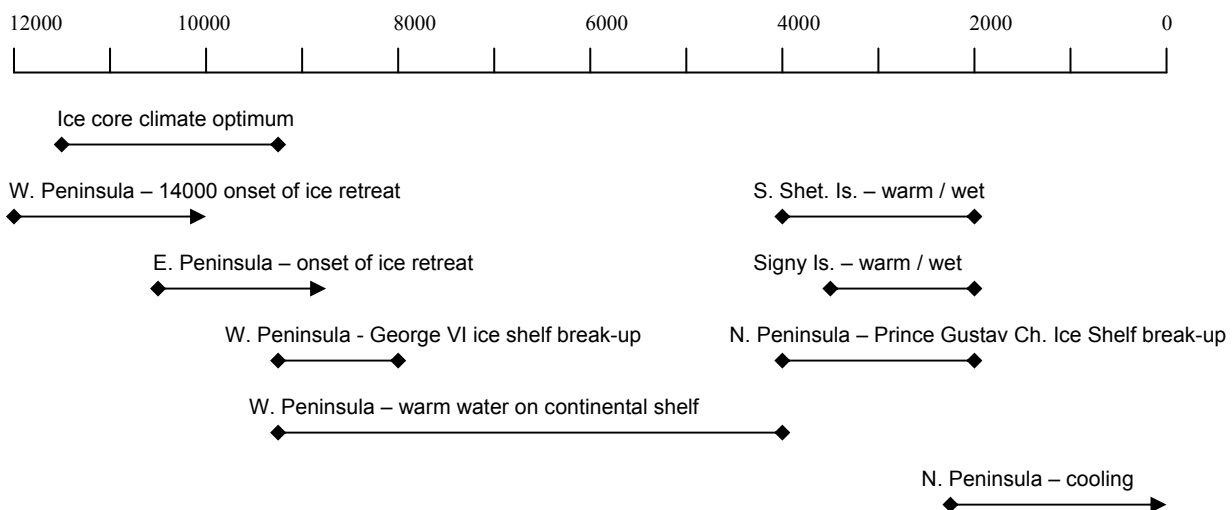 12000 10000 8000 6000 4000 2000 0
Ice core climate optimum
W. Peninsula – 14000 onset of ice retreat
S. Shet. Is. – warm / wet
E. Peninsula – onset of ice retreat
Signy Is. – warm / wet
W. Peninsula - George VI ice shelf break-up
N. Peninsula – Prince Gustav Ch. Ice Shelf break-up
W. Peninsula – warm water on continental shelf
N. Peninsula – cooling